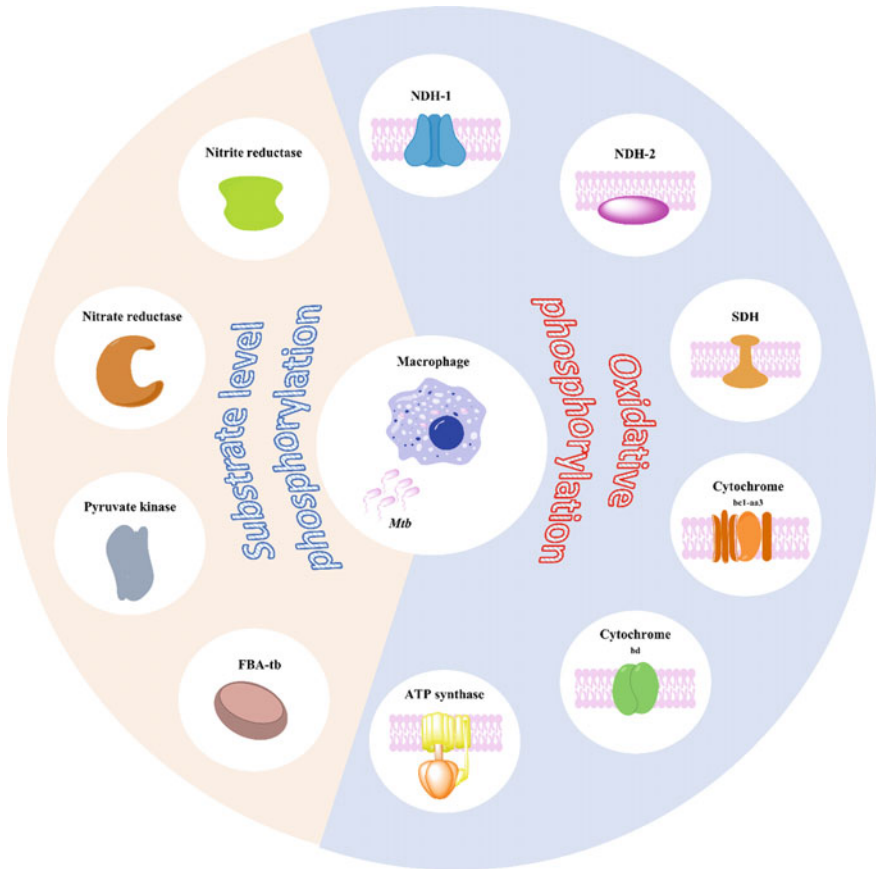 NDH-1
NDH-2
SDH
Cytochrome
bc1-aa3
Cytochrome
bd
ATP synthase
FBA-tb
Pyruvate kinase
Nitrate reductase
Nitrite reductase
Substrate level
phosphorylation
Macrophage
Mtb
Oxidative
phosphorylation